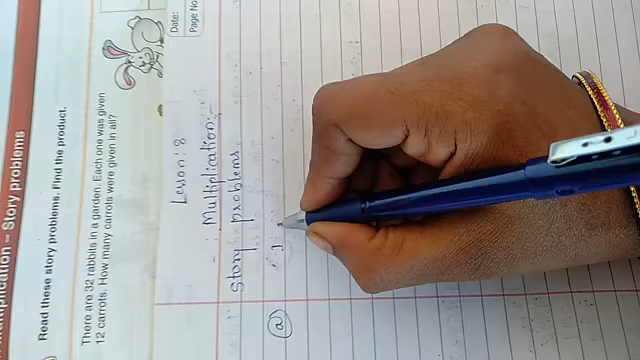 Multiplication – Story problems
Read these story problems. Find the product.
There are 32 rabbits in a garden. Each one was given
12 carrots. How many carrots were given in all?
Date:
Page No
Lesson: 8
: Multiplication:-
Story problems.
(a) 1